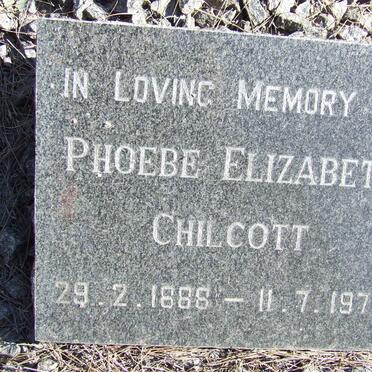 IN LOVING MEMORY
PHOEBE ELIZABET
CHILCOTT
29.2.1888 - 11.7.197